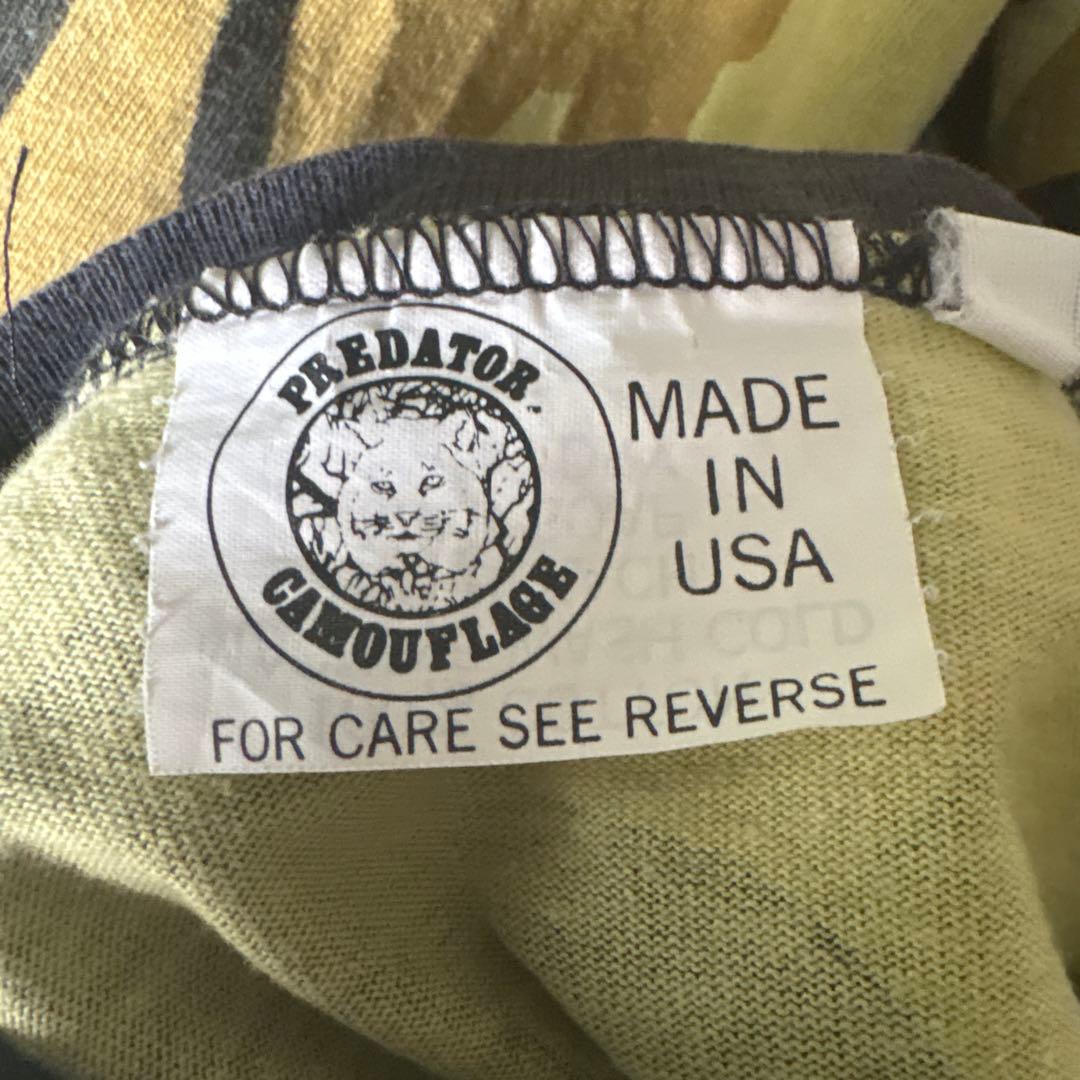 PREDATOR
CAMOUFLAGE
MADE
IN
USA
FOR CARE SEE REVERSE